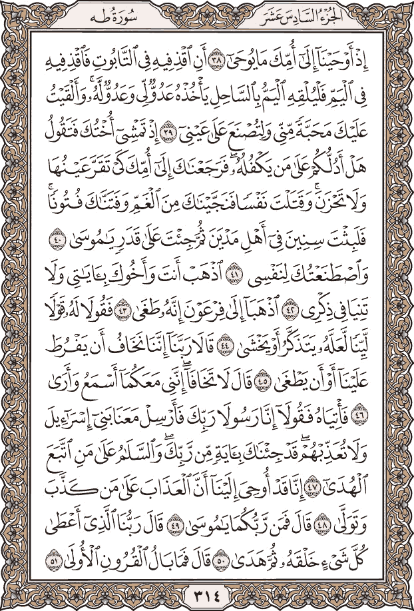 الجزء السادس عشر
سورة طه
إِذْ أَوْحَيْنَآ إِلَىٰٓ أُمِّكَ مَا يُوحَىٰٓ ٣٨ أَنِ ٱقْذِفِيهِ فِى ٱلتَّابُوتِ فَٱقْذِفِيهِ
فِى ٱلْيَمِّ فَلْيُلْقِهِ ٱلْيَمُّ بِٱلسَّاحِلِ يَأْخُذْهُ عَدُوٌّ لِّى وَعَدُوٌّ لَّهُۥ ۚ وَأَلْقَيْتُ
عَلَيْكَ مَحَبَّةً مِّنِّى وَلِتُصْنَعَ عَلَىٰ عَيْنِىٓ ٣٩ إِذْ تَمْشِىٓ أُخْتُكَ فَتَقُولُ
هَلْ أَدُلُّكُمْ عَلَىٰ مَن يَكْفُلُهُۥ ۖ فَرَجَعْنَٰكَ إِلَىٰٓ أُمِّكَ كَىْ تَقَرَّ عَيْنُهَا
وَلَا تَحْزَنَ ۚ وَقَتَلْتَ نَفْسًا فَنَجَّيْنَٰكَ مِنَ ٱلْغَمِّ وَفَتَنَّٰكَ فُتُونًا ۚ
فَلَبِثْتَ سِنِينَ فِىٓ أَهْلِ مَدْيَنَ ثُمَّ جِئْتَ عَلَىٰ قَدَرٍ يَٰمُوسَىٰ ٤٠
وَٱصْطَنَعْتُكَ لِنَفْسِى ٤١ ٱذْهَبْ أَنتَ وَأَخُوكَ بِـَٔايَٰتِى وَلَا
تَنِيَا فِى ذِكْرِى ٤٢ ٱذْهَبَآ إِلَىٰ فِرْعَوْنَ إِنَّهُۥ طَغَىٰ ٤٣ فَقُولَا لَهُۥ قَوْلًا
لَّيِّنًا لَّعَلَّهُۥ يَتَذَكَّرُ أَوْ يَخْشَىٰ ٤٤ قَالَا رَبَّنَآ إِنَّنَا نَخَافُ أَن يَفْرُطَ
عَلَيْنَآ أَوْ أَن يَطْغَىٰ ٤٥ قَالَ لَا تَخَافَآ ۖ إِنَّنِى مَعَكُمَآ أَسْمَعُ وَأَرَىٰ
٤٦ فَأْتِيَاهُ فَقُولَآ إِنَّا رَسُولَا رَبِّكَ فَأَرْسِلْ مَعَنَا بَنِىٓ إِسْرَٰٓءِيلَ
وَلَا تُعَذِّبْهُمْ ۖ قَدْ جِئْنَٰكَ بِـَٔايَةٍ مِّن رَّبِّكَ ۖ وَٱلسَّلَٰمُ عَلَىٰ مَنِ ٱتَّبَعَ
ٱلْهُدَىٰٓ ٤٧ إِنَّا قَدْ أُوحِىَ إِلَيْنَآ أَنَّ ٱلْعَذَابَ عَلَىٰ مَن كَذَّبَ
وَتَوَلَّىٰ ٤٨ قَالَ فَمَن رَّبُّكُمَا يَٰمُوسَىٰ ٤٩ قَالَ رَبُّنَا ٱلَّذِىٓ أَعْطَىٰ
كُلَّ شَىْءٍ خَلْقَهُۥ ثُمَّ هَدَىٰ ٥٠ قَالَ فَمَا بَالُ ٱلْقُرُونِ ٱلْأُولَىٰ ٥١
٣١٤